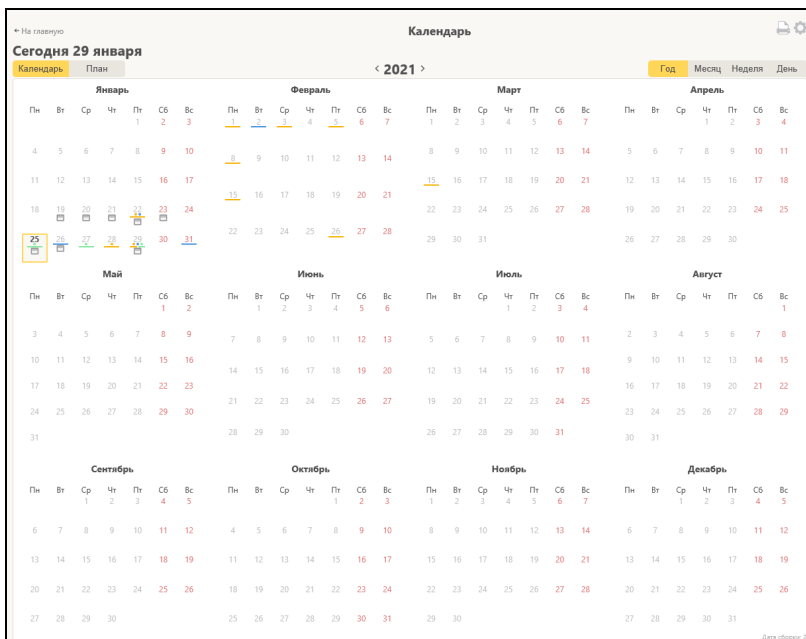 ← На главную
Календарь
Сегодня 29 января
Календарь План
< 2021 >
Год Месяц Неделя День
Январь
Пн Вт Ср Чт Пт Сб Вс
1 2 3
4 5 6 7 8 9 10
11 12 13 14 15 16 17
18 19 20 21 22 23 24
25 26 27 28 29 30 31
Февраль
Пн Вт Ср Чт Пт Сб Вс
1 2 3 4 5 6 7
8 9 10 11 12 13 14
15 16 17 18 19 20 21
22 23 24 25 26 27 28
Март
Пн Вт Ср Чт Пт Сб Вс
1 2 3 4 5 6 7
8 9 10 11 12 13 14
15 16 17 18 19 20 21
22 23 24 25 26 27 28
29 30 31
Апрель
Пн Вт Ср Чт Пт Сб Вс
1 2 3 4
5 6 7 8 9 10 11
12 13 14 15 16 17 18
19 20 21 22 23 24 25
26 27 28 29 30
Май
Пн Вт Ср Чт Пт Сб Вс
1 2
3 4 5 6 7 8 9
10 11 12 13 14 15 16
17 18 19 20 21 22 23
24 25 26 27 28 29 30
31
Июнь
Пн Вт Ср Чт Пт Сб Вс
1 2 3 4 5 6
7 8 9 10 11 12 13
14 15 16 17 18 19 20
21 22 23 24 25 26 27
28 29 30
Июль
Пн Вт Ср Чт Пт Сб Вс
1 2 3 4
5 6 7 8 9 10 11
12 13 14 15 16 17 18
19 20 21 22 23 24 25
26 27 28 29 30 31
Август
Пн Вт Ср Чт Пт Сб Вс
1
2 3 4 5 6 7 8
9 10 11 12 13 14 15
16 17 18 19 20 21 22
23 24 25 26 27 28 29
30 31
Сентябрь
Пн Вт Ср Чт Пт Сб Вс
1 2 3 4 5
6 7 8 9 10 11 12
13 14 15 16 17 18 19
20 21 22 23 24 25 26
27 28 29 30
Октябрь
Пн Вт Ср Чт Пт Сб Вс
1 2 3
4 5 6 7 8 9 10
11 12 13 14 15 16 17
18 19 20 21 22 23 24
25 26 27 28 29 30 31
Ноябрь
Пн Вт Ср Чт Пт Сб Вс
1 2 3 4 5 6 7
8 9 10 11 12 13 14
15 16 17 18 19 20 21
22 23 24 25 26 27 28
29 30
Декабрь
Пн Вт Ср Чт Пт Сб Вс
1 2 3 4 5
6 7 8 9 10 11 12
13 14 15 16 17 18 19
20 21 22 23 24 25 26
27 28 29 30 31
Дата сборки: